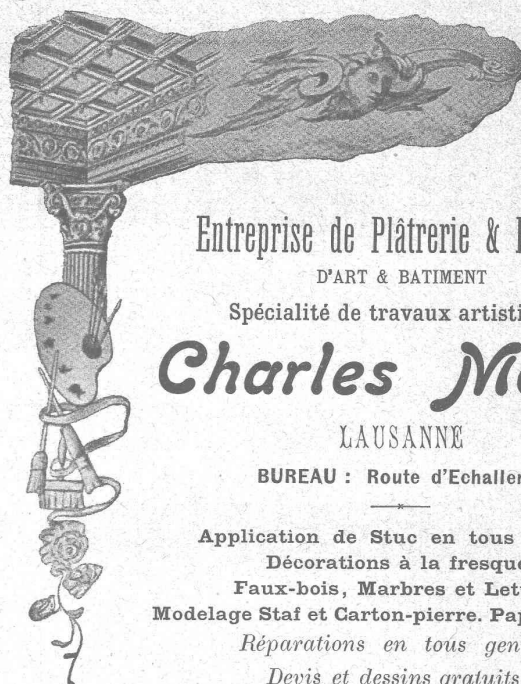 Entreprise de Plâtrerie &
D'ART & BATIMENT
Spécialité de travaux
Charles
LAUSANNE
BUREAU : Route
Application de Stuc en tous
Décorations à la fresque
Faux-bois, Marbres et
Modelage Staf et Carton-pierre.
Réparations en tous
Devis et dessins gratuits